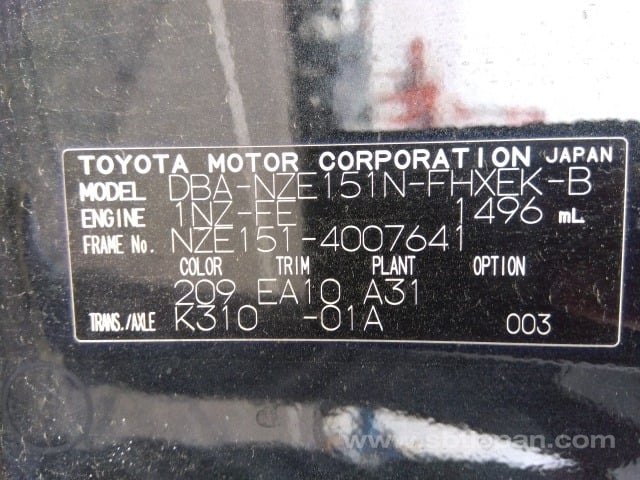 TOYOTA MOTOR CORPORATION JAPAN
MODEL DBA-NZE151N-FHXEK-B
ENGINE 1NZ-FE 1496 mL
FRAME No. NZE151-4007641
COLOR TRIM PLANT OPTION
209 EA10 A31
TRANS./AXLE K310 -01A 003
www.sbtjapan.com